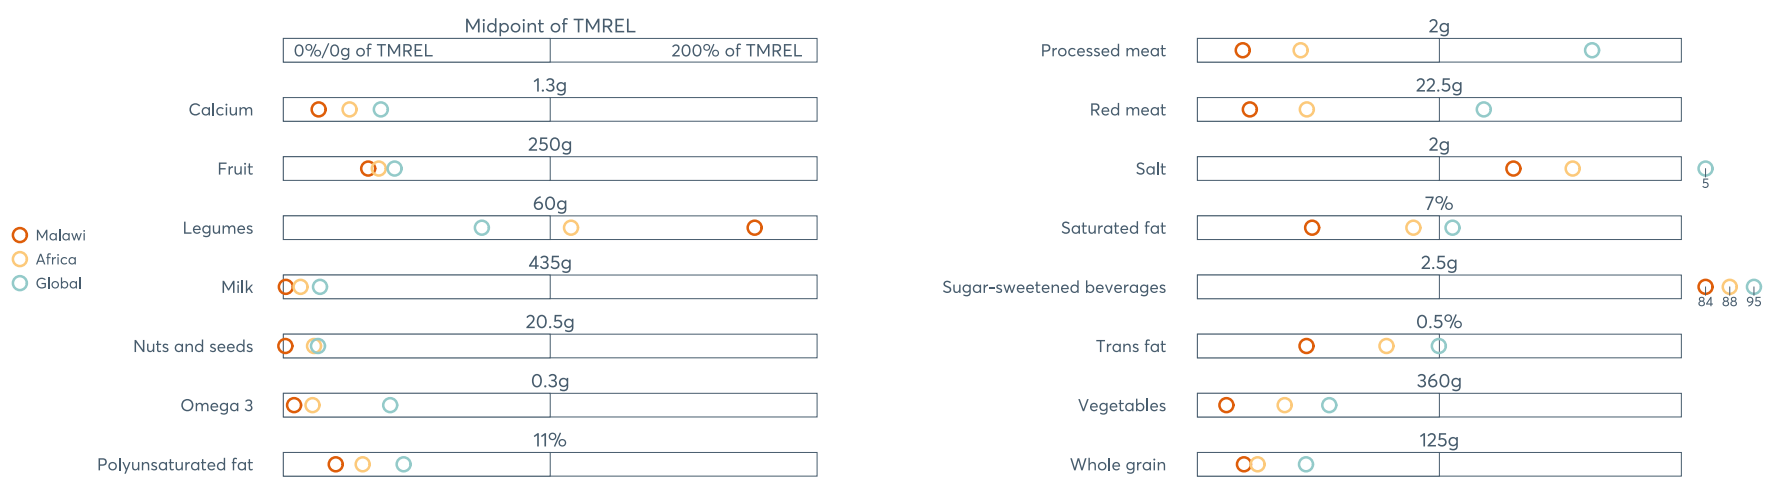 Midpoint of TMREL
0%/0g of TMREL
200% of TMREL
1.3g
Calcium
250g
Fruit
60g
Legumes
435g
Milk
20.5g
Nuts and seeds
0.3g
Omega 3
11%
Polyunsaturated fat
Malawi
Africa
Global
2g
Processed meat
22.5g
Red meat
2g
Salt
5
7%
Saturated fat
2.5g
Sugar-sweetened beverages
84 88 95
0.5%
Trans fat
360g
Vegetables
125g
Whole grain